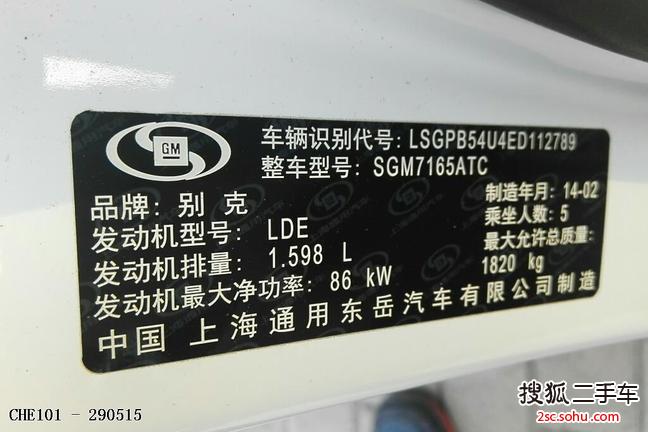 GM
车辆识别代号: LSGPB54U4ED112789
整车型号: SGM7165ATC
品牌: 别克
制造年月: 14-02
发动机型号: LDE
乘坐人数: 5
发动机排量: 1.598 L
最大允许总质量:
1820 kg
发动机最大净功率: 86 kW
中国 上海通用东岳汽车有限公司制造
CHE101 - 290515
搜狐二手车
2sc.sohu.com